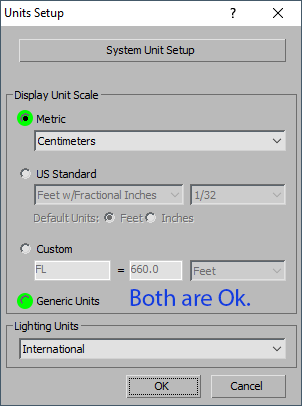 Units Setup ? ×
System Unit Setup
Display Unit Scale
Metric
Centimeters
US Standard
Feet w/Fractional Inches 1/32
Default Units: Feet Inches
Custom
FL = 660.0 Feet
Generic Units Both are Ok.
Lighting Units
International
OK Cancel